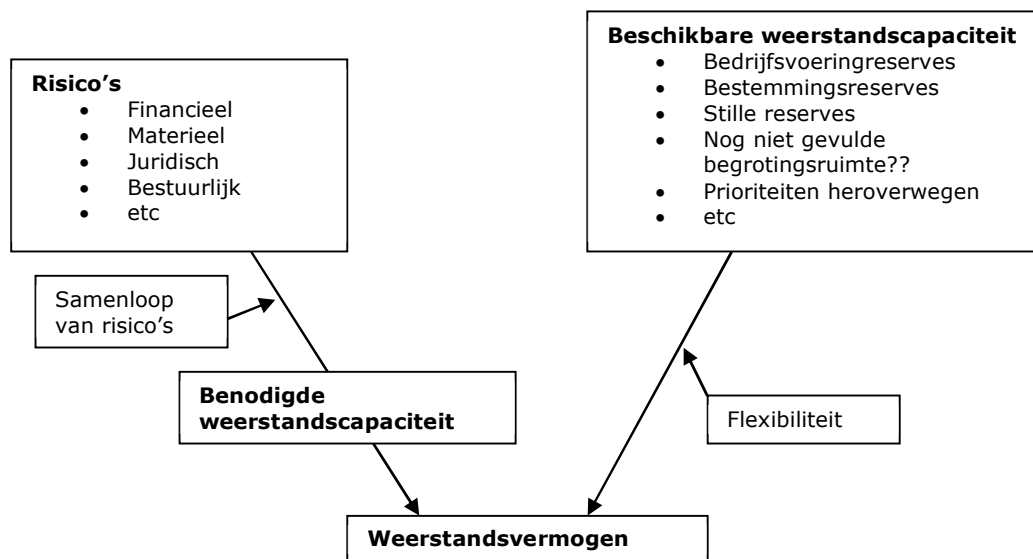 Risico’s
• Financieel
• Materieel
• Juridisch
• Bestuurlijk
• etc
Beschikbare weerstandscapaciteit
• Bedrijfsvoeringreserves
• Bestemmingsreserves
• Stille reserves
• Nog niet gevulde
begrotingsruimte??
• Prioriteiten heroverwegen
• etc
Samenloop
van risico’s
Benodigde
weerstandscapaciteit
Flexibiliteit
Weerstandsvermogen